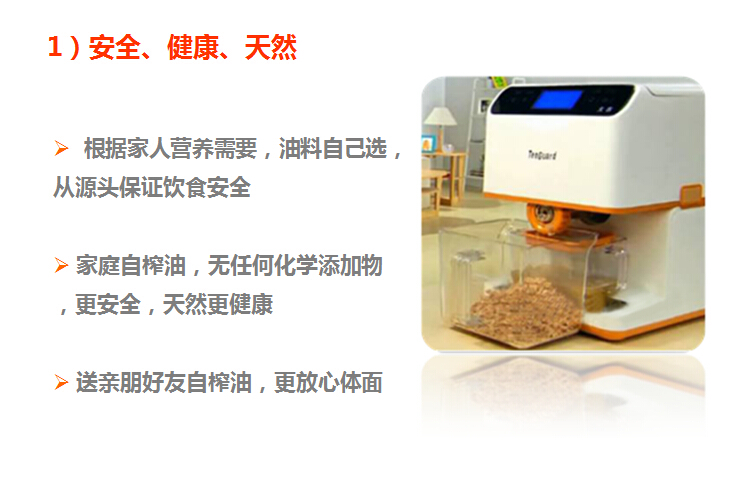 1）安全、健康、天然
根据家人营养需要，油料自己选，
从源头保证饮食安全
家庭自榨油，无任何化学添加物
，更安全，天然更健康
送亲朋好友自榨油，更放心体面
Tenguard